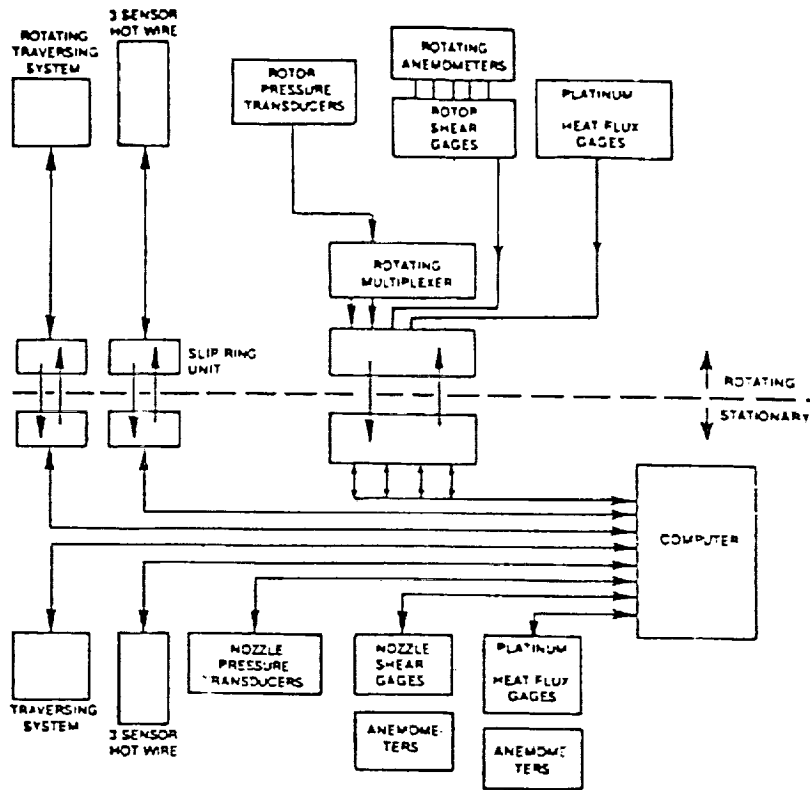 ROTATING
TRAVERSING
SYSTEM
3 SENSOR
HOT WIRE
ROTOR
PRESSURE
TRANSDUCERS
ROTATING
ANEMOMETERS
ROTOR
SHEAR
GAGES
PLATINUM
HEAT FLUX
GAGES
ROTATING
MULTIPLEXER
SLIP RING
UNIT
ROTATING
STATIONARY
COMPUTER
TRAVERSING
SYSTEM
3 SENSOR
HOT WIRE
NOZZLE
PRESSURE
TRANSDUCERS
NOZZLE
SHEAR
GAGES
ANEMOME-
TERS
PLATINUM
HEAT FLUX
GAGES
ANEMOME-
TERS